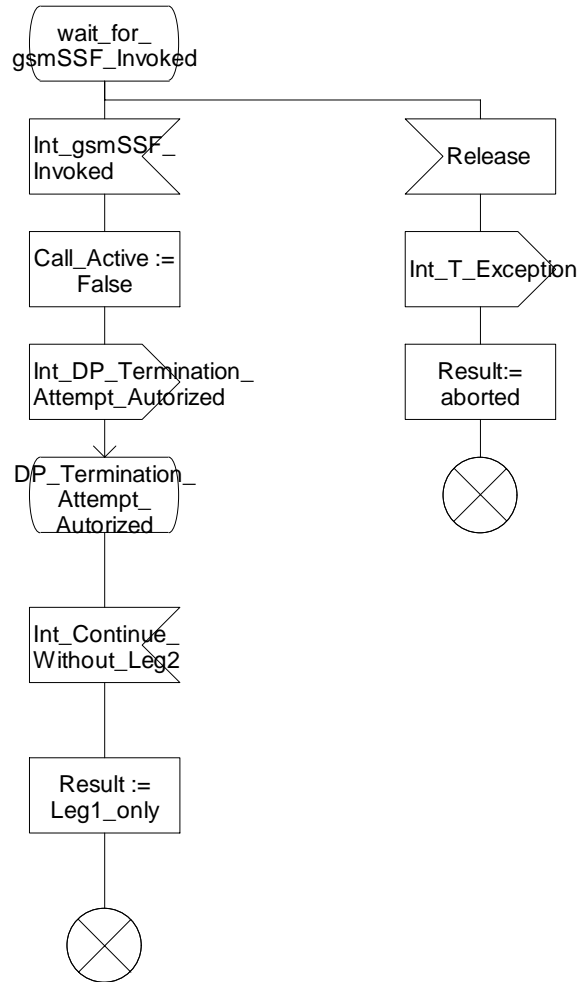 wait_for_
gsmSSF_Invoked
Int_gsmSSF_
Invoked
Release
Call_Active :=
False
Int_T_Exception
Int_DP_Termination_
Attempt_Autorized
Result:=
aborted
DP_Termination_
Attempt_
Autorized
Int_Continue_
Without_Leg2
Result :=
Leg1_only